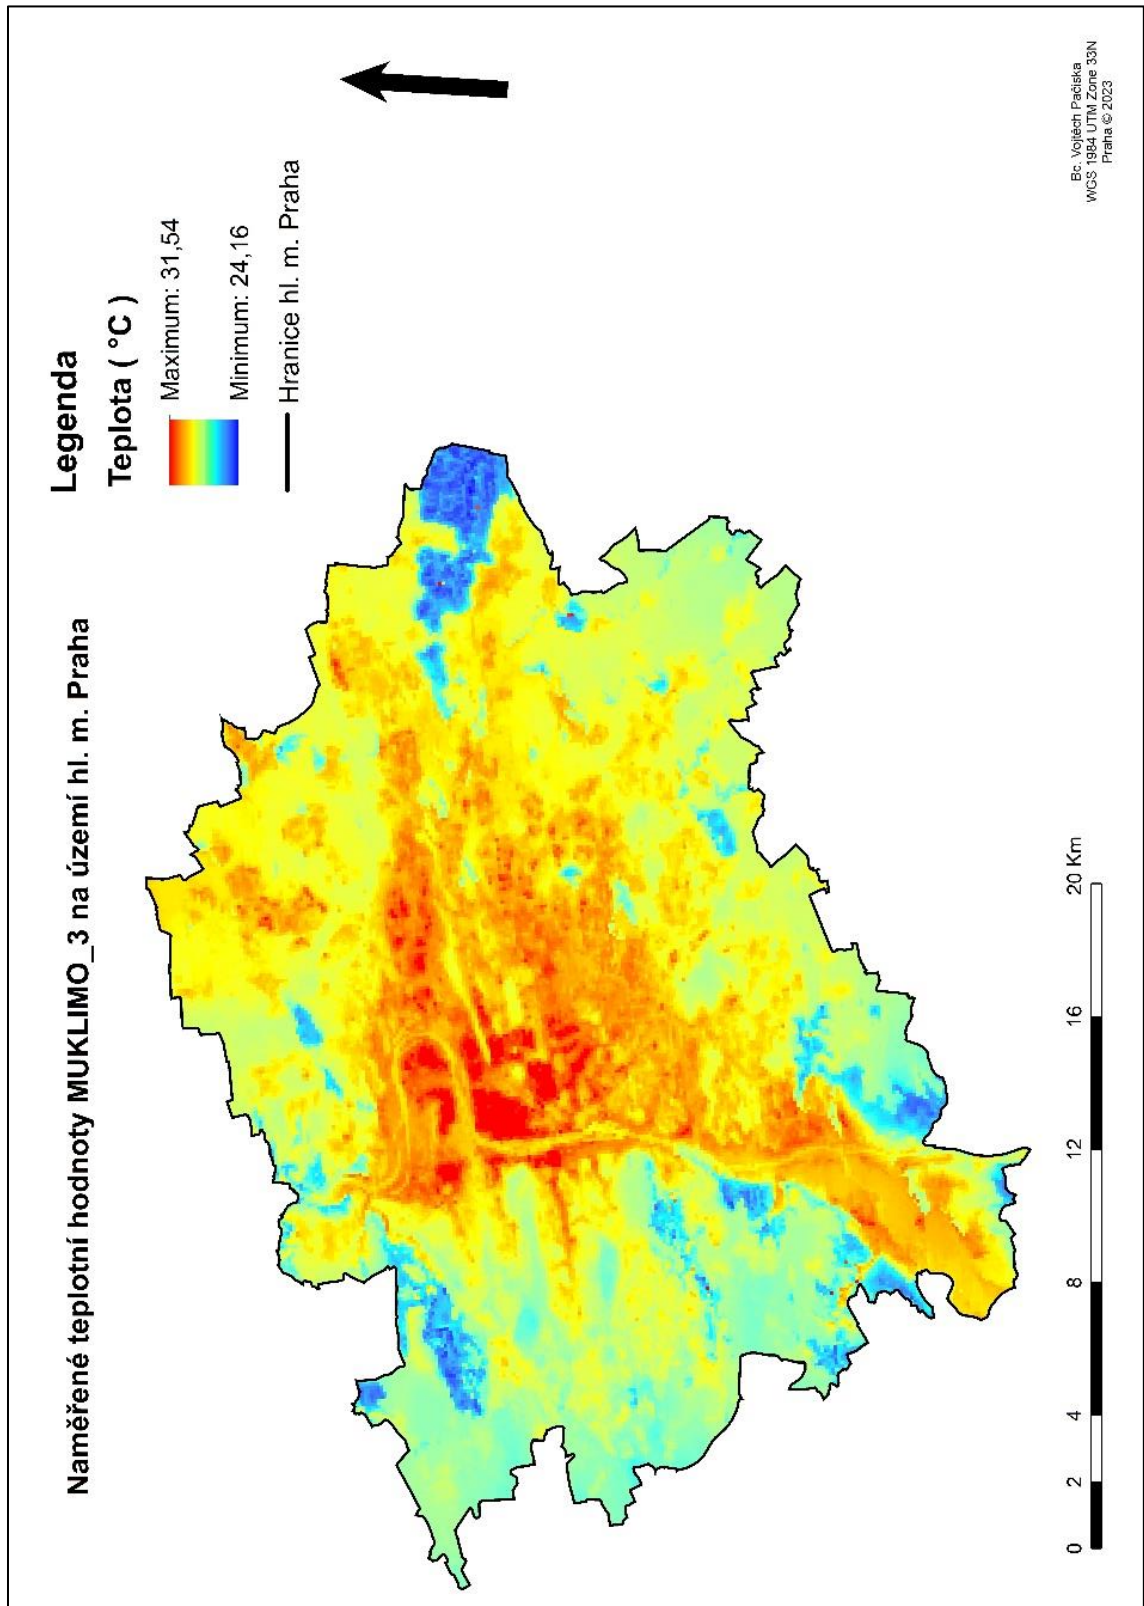 Naměřené teplotní hodnoty MUKLIMO_3 na území hl. m. Praha
Legenda
Teplota ( °C )
Maximum: 31,54
Minimum: 24,16
Hranice hl. m. Praha
0 2 4 8 12 16 20 Km
Bc. Vojtěch Pačiska
WGS 1984 UTM Zone 33N
Praha © 2023